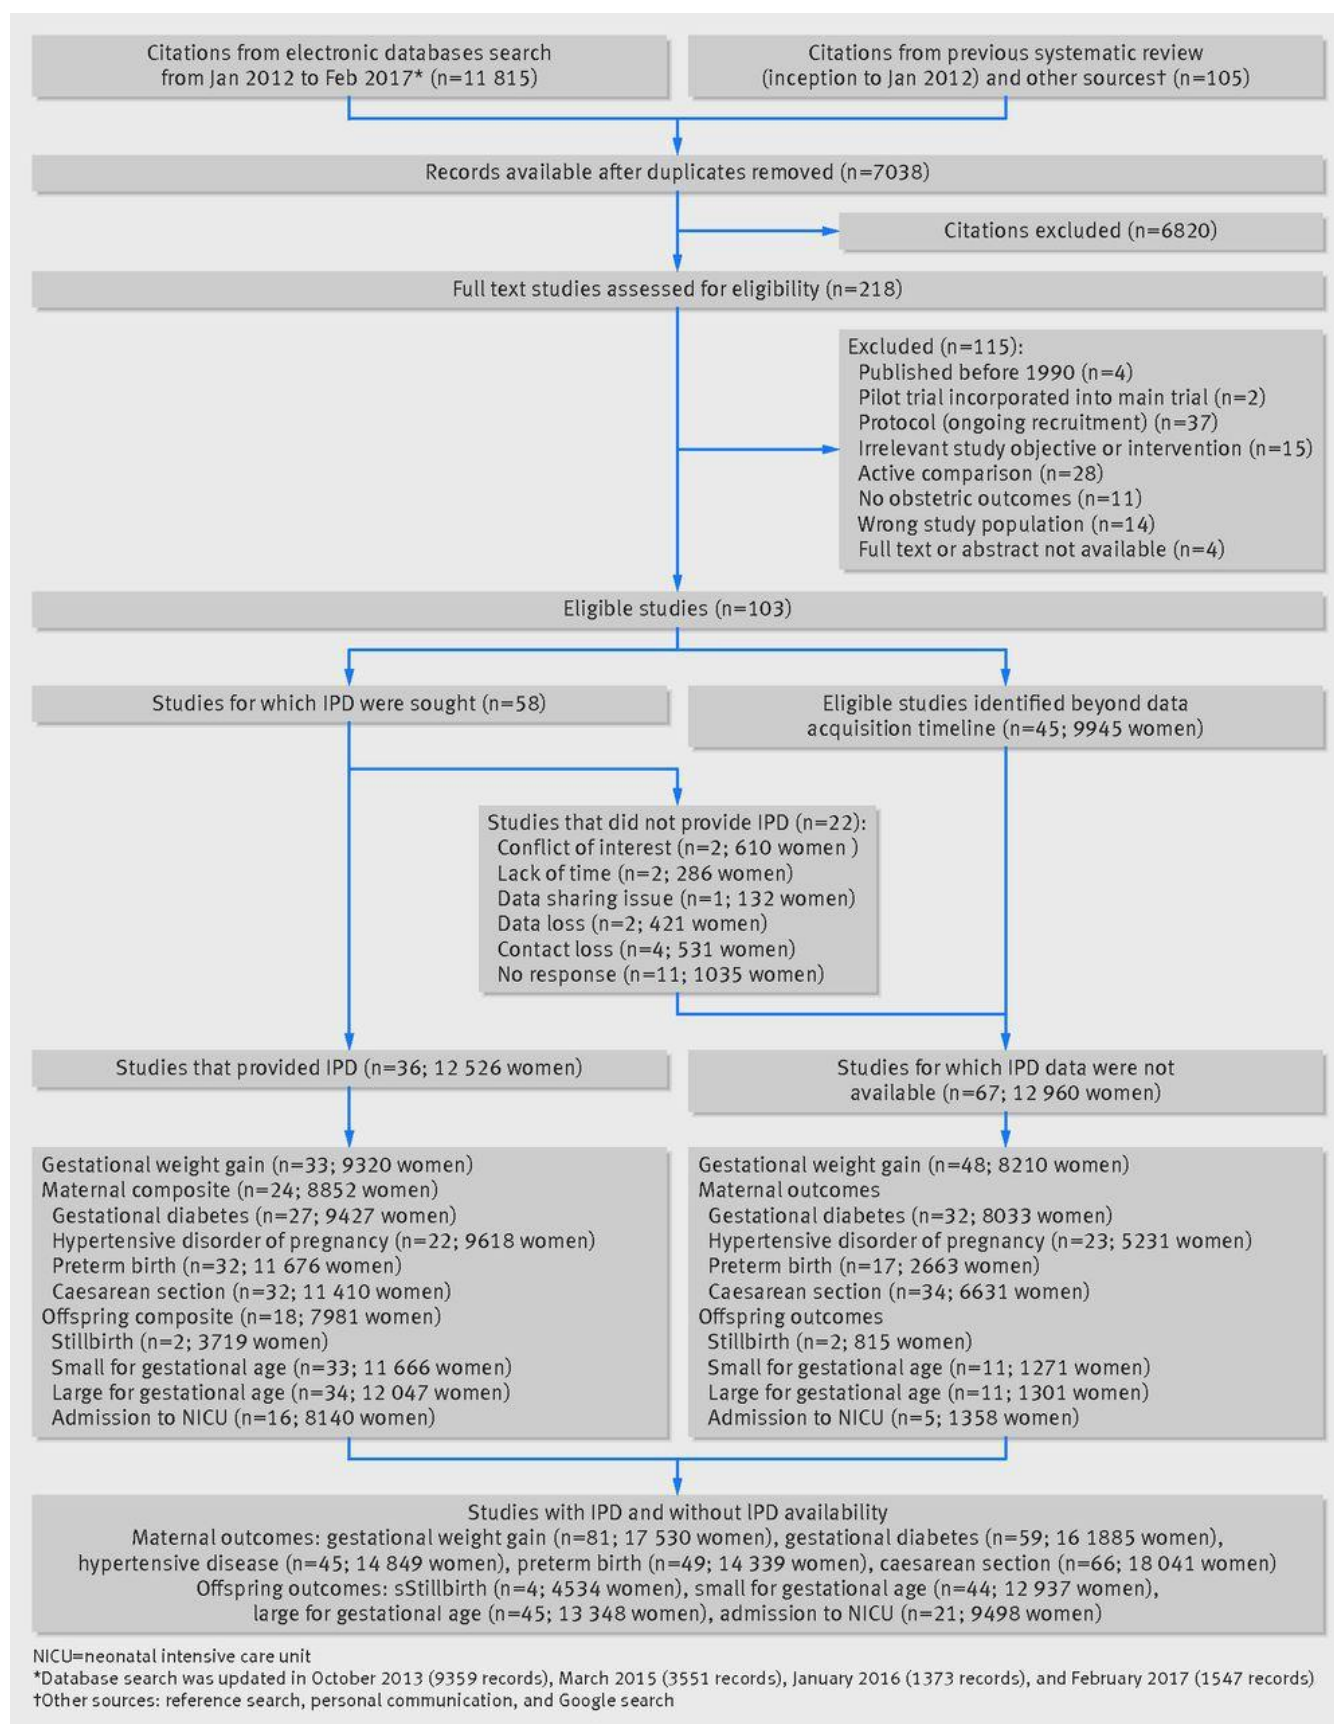 Citations from electronic databases search
from Jan 2012 to Feb 2017* (n=11 815)
Citations from previous systematic review
(inception to Jan 2012) and other sources† (n=105)
Records available after duplicates removed (n=7038)
Citations excluded (n=6820)
Full text studies assessed for eligibility (n=218)
Excluded (n=115):
Published before 1990 (n=4)
Pilot trial incorporated into main trial (n=2)
Protocol (ongoing recruitment) (n=37)
Irrelevant study objective or intervention (n=15)
Active comparison (n=28)
No obstetric outcomes (n=11)
Wrong study population (n=14)
Full text or abstract not available (n=4)
Eligible studies (n=103)
Studies for which IPD were sought (n=58)
Eligible studies identified beyond data
acquisition timeline (n=45; 9945 women)
Studies that did not provide IPD (n=22):
Conflict of interest (n=2; 610 women )
Lack of time (n=2; 286 women)
Data sharing issue (n=1; 132 women)
Data loss (n=2; 421 women)
Contact loss (n=4; 531 women)
No response (n=11; 1035 women)
Studies that provided IPD (n=36; 12 526 women)
Studies for which IPD data were not
available (n=67; 12 960 women)
Gestational weight gain (n=33; 9320 women)
Maternal composite (n=24; 8852 women)
Gestational diabetes (n=27; 9427 women)
Hypertensive disorder of pregnancy (n=22; 9618 women)
Preterm birth (n=32; 11 676 women)
Caesarean section (n=32; 11 410 women)
Offspring composite (n=18; 7981 women)
Stillbirth (n=2; 3719 women)
Small for gestational age (n=33; 11 666 women)
Large for gestational age (n=34; 12 047 women)
Admission to NICU (n=16; 8140 women)
Gestational weight gain (n=48; 8210 women)
Maternal outcomes
Gestational diabetes (n=32; 8033 women)
Hypertensive disorder of pregnancy (n=23; 5231 women)
Preterm birth (n=17; 2663 women)
Caesarean section (n=34; 6631 women)
Offspring outcomes
Stillbirth (n=2; 815 women)
Small for gestational age (n=11; 1271 women)
Large for gestational age (n=11; 1301 women)
Admission to NICU (n=5; 1358 women)
Studies with IPD and without IPD availability
Maternal outcomes: gestational weight gain (n=81; 17 530 women), gestational diabetes (n=59; 16 1885 women),
hypertensive disease (n=45; 14 849 women), preterm birth (n=49; 14 339 women), caesarean section (n=66; 18 041 women)
Offspring outcomes: sStillbirth (n=4; 4534 women), small for gestational age (n=44; 12 937 women),
large for gestational age (n=45; 13 348 women), admission to NICU (n=21; 9498 women)
NICU=neonatal intensive care unit
*Database search was updated in October 2013 (9359 records), March 2015 (3551 records), January 2016 (1373 records), and February 2017 (1547 records)
†Other sources: reference search, personal communication, and Google search